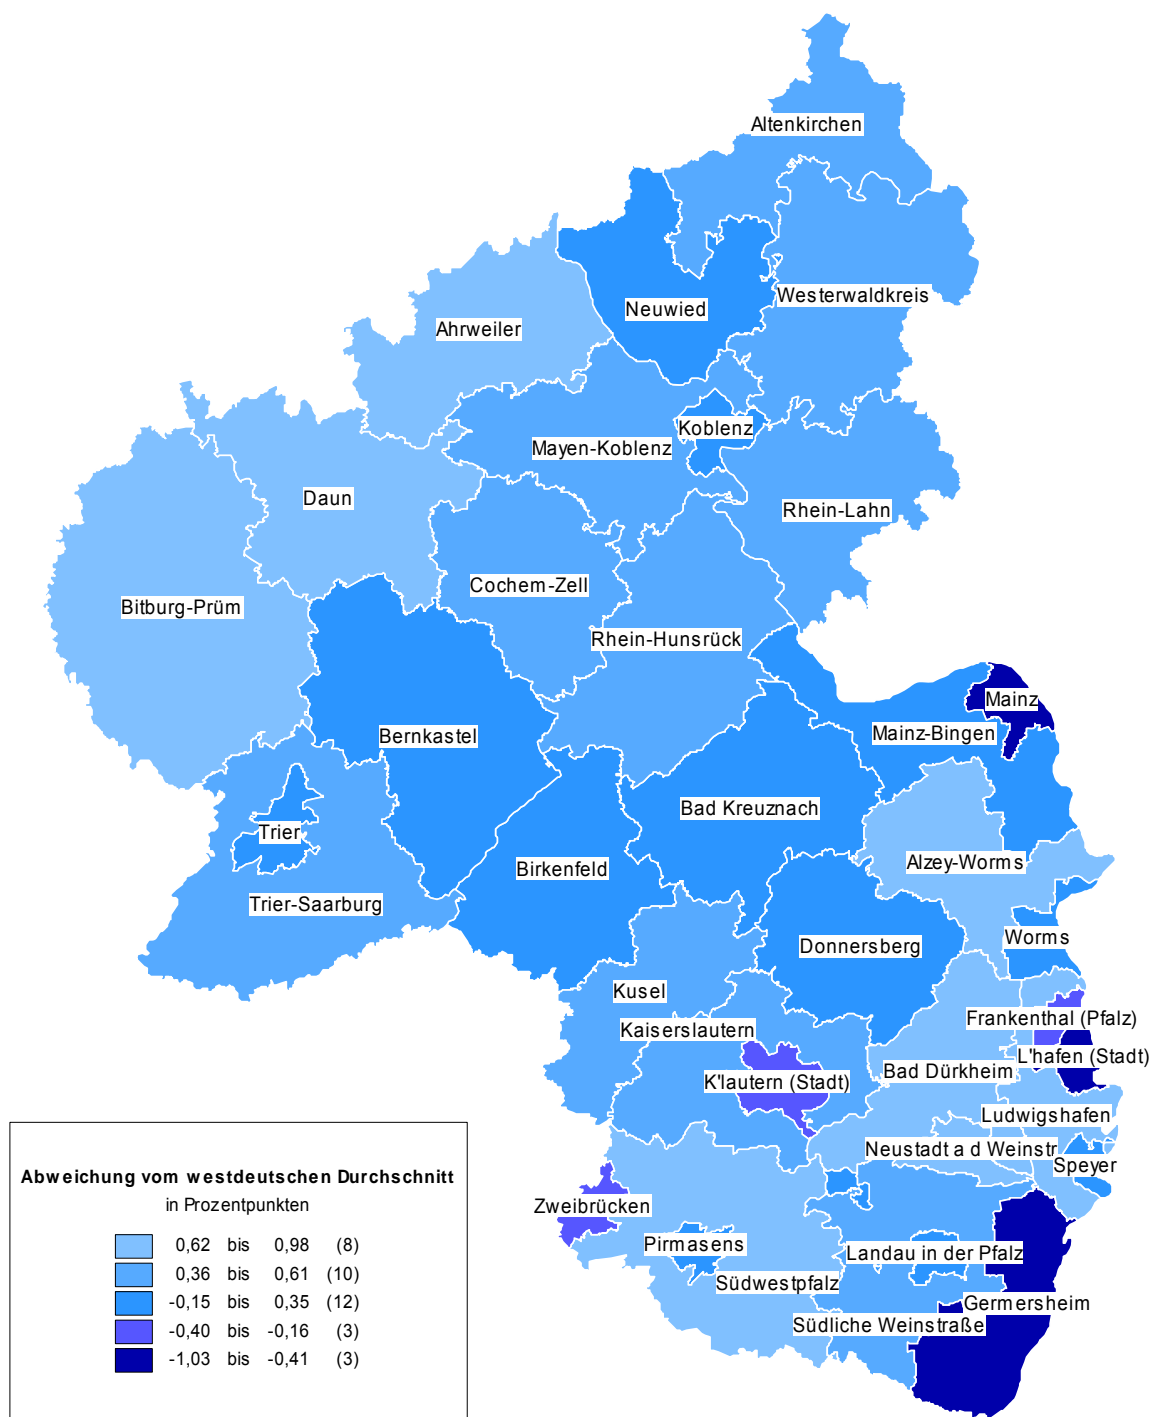 Altenkirchen
Westerwaldkreis
Neuwied
Ahrweiler
Koblenz
Mayen-Koblenz
Daun
Rhein-Lahn
Cochem-Zell
Bitburg-Prüm
Rhein-Hunsrück
Mainz
Mainz-Bingen
Bernkastel
Bad Kreuznach
Trier
Alzey-Worms
Birkenfeld
Trier-Saarburg
Worms
Donnersberg
Kusel
Frankenthal (Pfalz)
Kaiserslautern
L'hafen (Stadt)
Bad Dürkheim
K'lautern (Stadt)
Ludwigshafen
Neustadt a d Weinstr
Speyer
Zweibrücken
Pirmasens
Landau in der Pfalz
Südwestpfalz
Germersheim
Südliche Weinstraße
Abweichung vom westdeutschen Durchschnitt
in Prozentpunkten
0,62 bis 0,98 (8)
0,36 bis 0,61 (10)
-0,15 bis 0,35 (12)
-0,40 bis -0,16 (3)
-1,03 bis -0,41 (3)